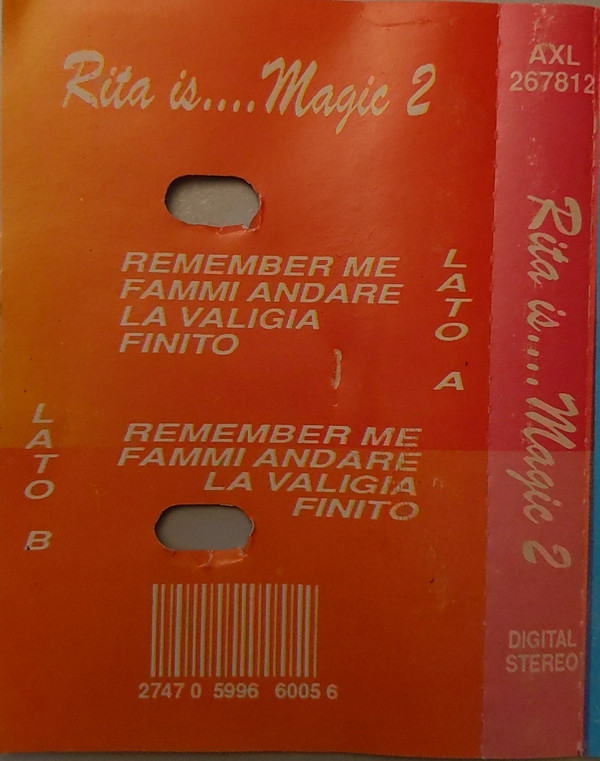 Rita is....Magic 2
REMEMBER ME
FAMMI ANDARE
LA VALIGIA
FINITO
LATO A
REMEMBER ME
FAMMI ANDARE
LA VALIGIA
FINITO
LATO B
2747 0 5996 6005 6
AXL
267812
Rita is....Magic 2
DIGITAL
STEREO